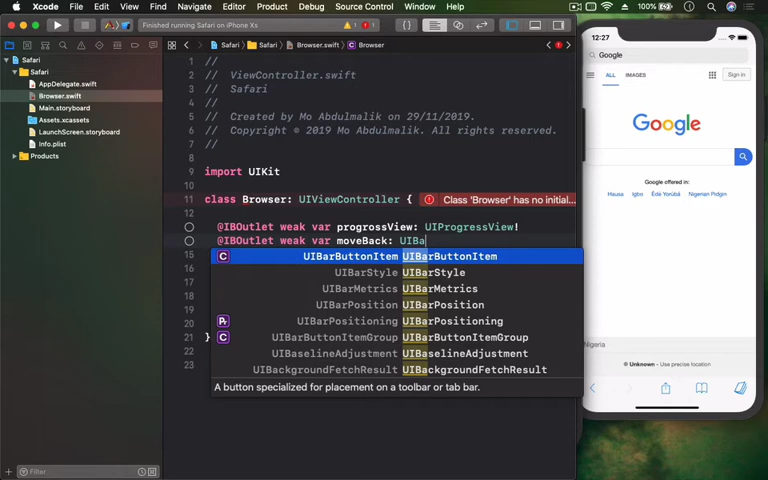 Xcode File Edit View Find Navigate Editor Product Debug Source Control Window Help 100%
Finished running Safari on iPhone Xs 1 1
Safari Safari Browser.swift Browser
Safari
Safari
AppDelegate.swift
Browser.swift
Main.storyboard
Assets.xcassets
LaunchScreen.storyboard
Info.plist
Products
Filter
1 //
2 // ViewController.swift
3 // Safari
4 //
5 // Created by Mo Abdulmalik on 29/11/2019.
6 // Copyright © 2019 Mo Abdulmalik. All rights reserved.
7 //
8
9 import UIKit
10
11 class Browser: UIViewController { Class 'Browser' has no initial...
12
13 @IBOutlet weak var progrossView: UIProgressView!
14 @IBOutlet weak var moveBack: UIBa
15 C UIBarButtonItem UIBarButtonItem
UIBarStyle UIBarStyle
UIBarMetrics UIBarMetrics
UIBarPosition UIBarPosition
20 Pr UIBarPositioning UIBarPositioning
21 } C UIBarButtonItemGroup UIBarButtonItemGroup
22 UIBaselineAdjustment UIBaselineAdjustment
23 UIBackgroundFetchResult UIBackgroundFetchResult
A button specialized for placement on a toolbar or tab bar.
12:27
Google
ALL IMAGES Sign in
Google
Google offered in:
Hausa Igbo Èdè Yorùbá Nigerian Pidgin
Nigeria
Unknown - Use precise location